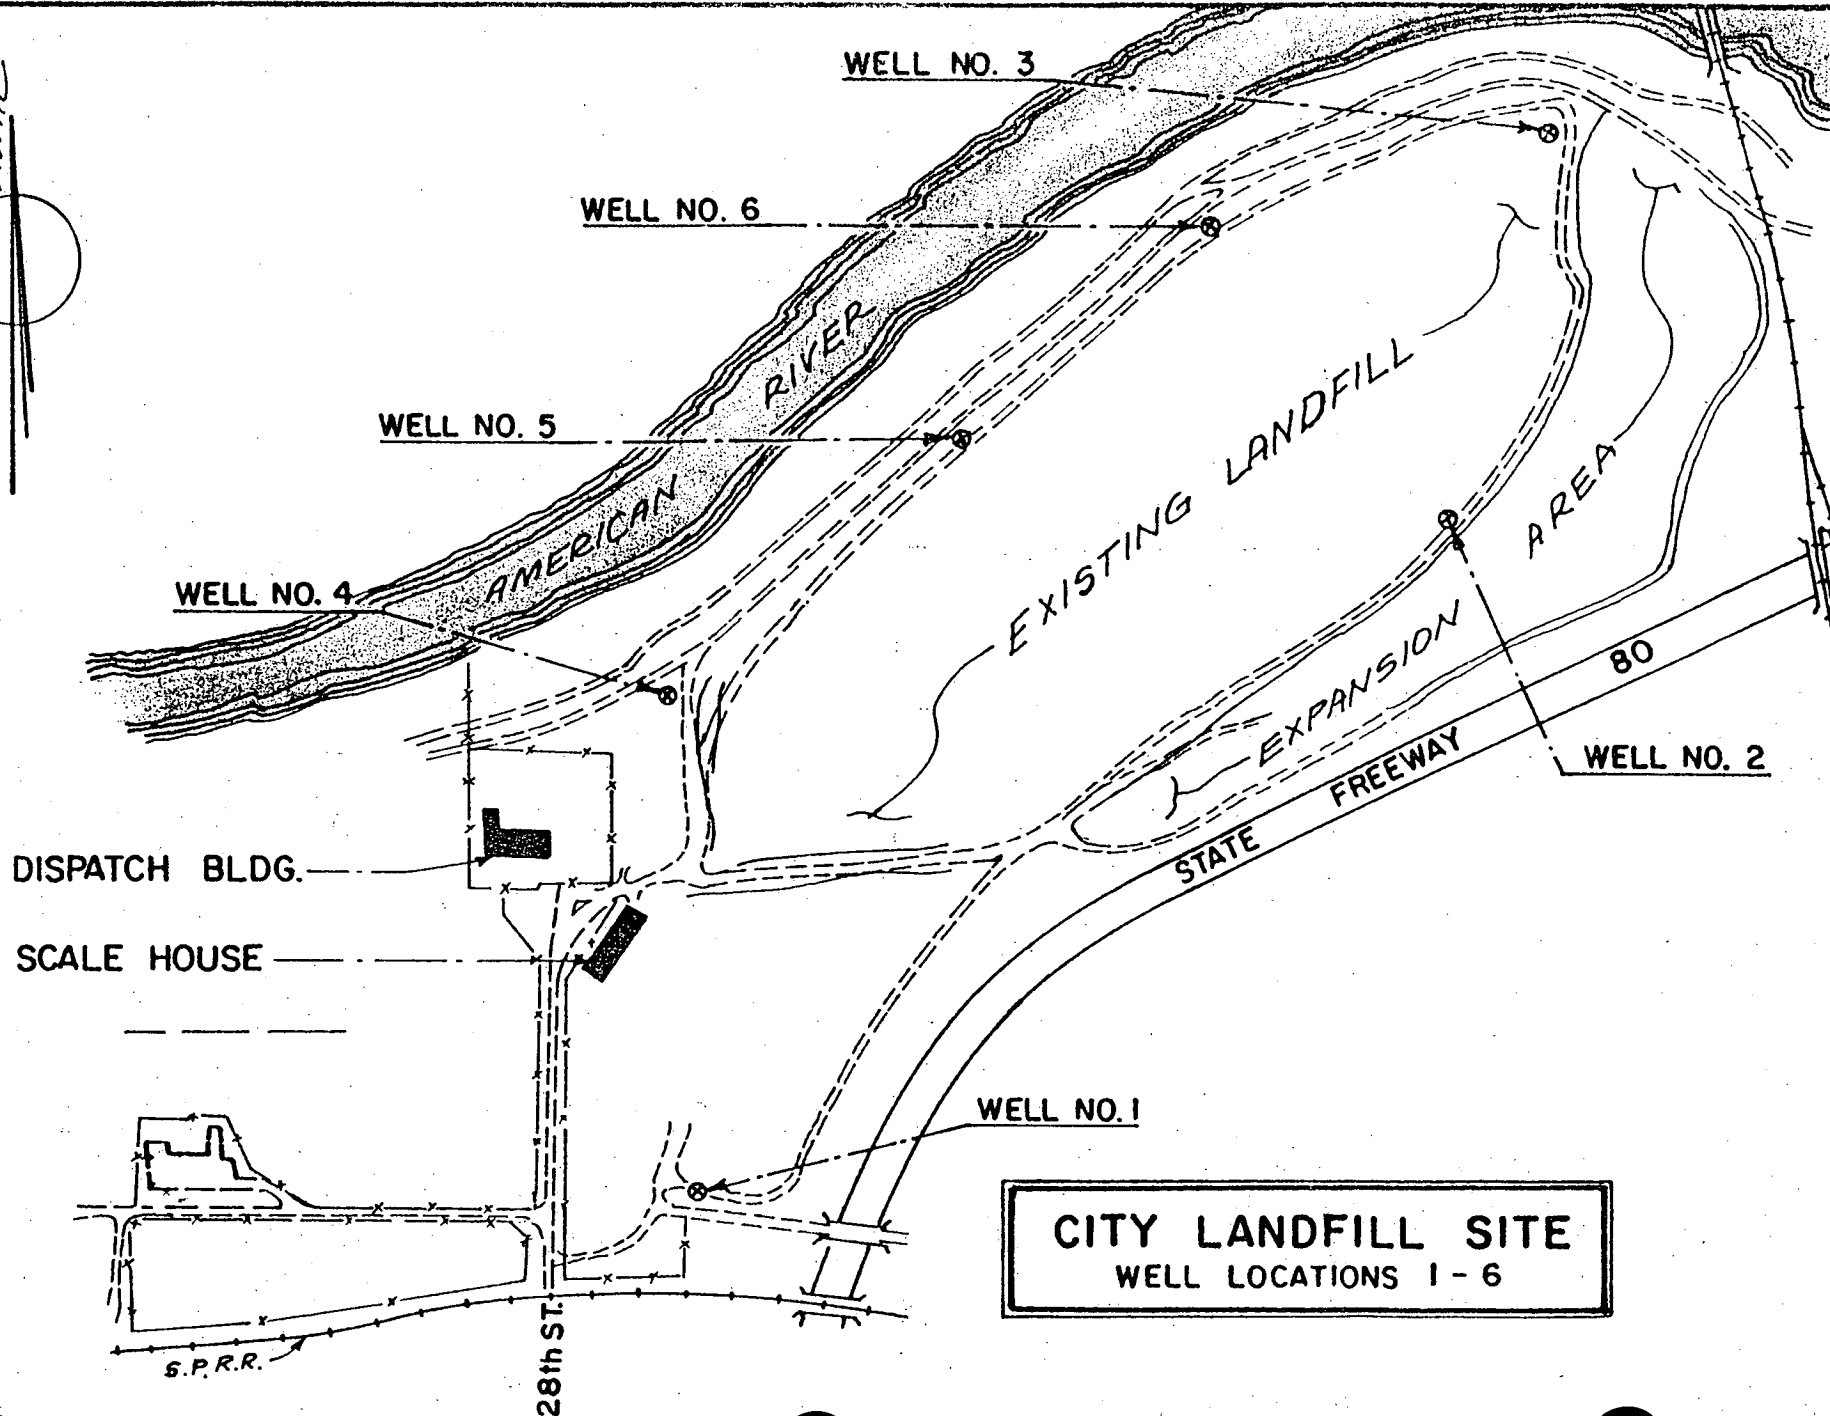 WELL NO. 3
WELL NO. 6
WELL NO. 5
WELL NO. 4
AMERICAN RIVER
EXISTING LANDFILL
EXPANSION AREA
STATE FREEWAY 80
WELL NO. 2
DISPATCH BLDG.
SCALE HOUSE
WELL NO. 1
CITY LANDFILL SITE
WELL LOCATIONS 1 - 6
S.P. R.R.
28th ST.